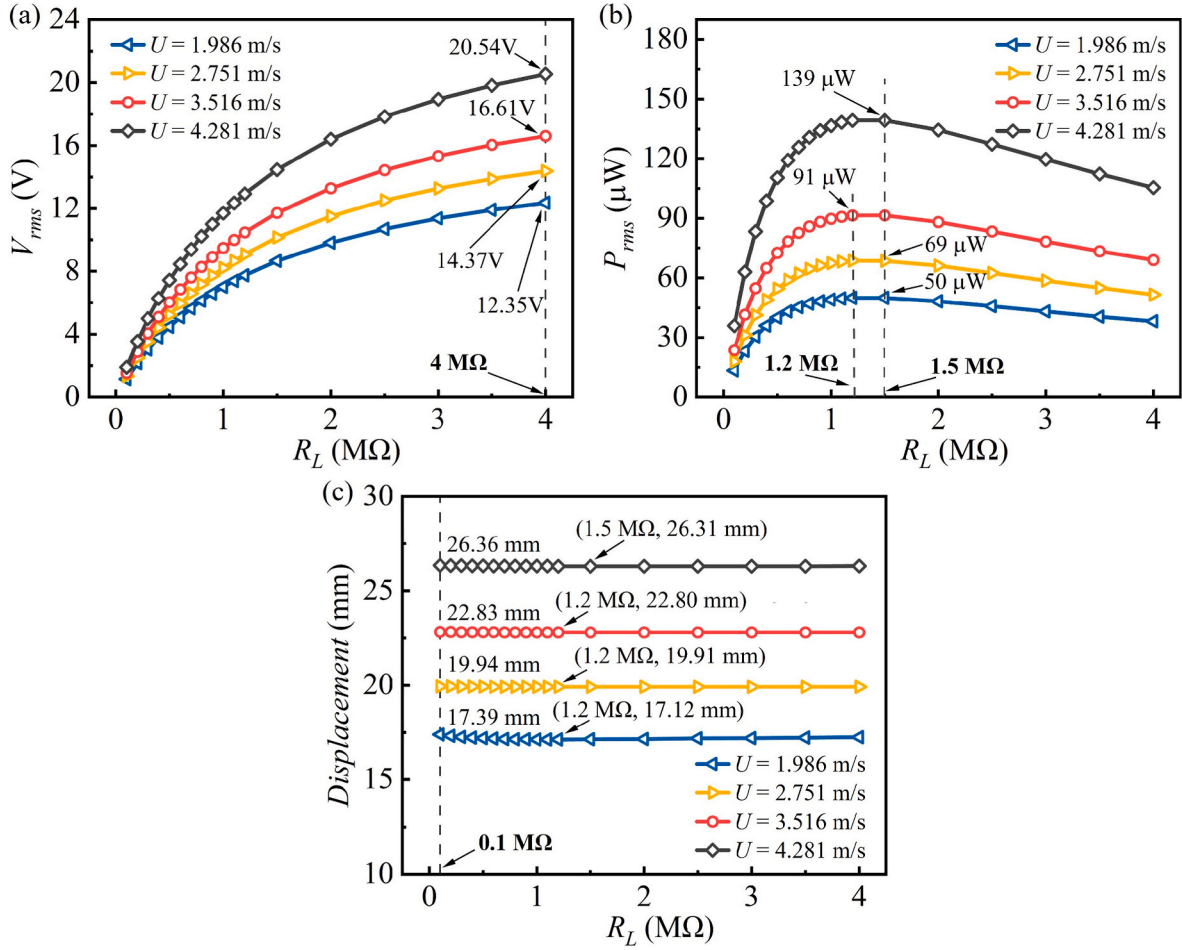 (a)
24
20
16
12
8
4
0
V_rms (V)
U = 1.986 m/s
U = 2.751 m/s
U = 3.516 m/s
U = 4.281 m/s
20.54V
16.61V
14.37V
12.35V
4 MΩ
0
1
2
3
4
R_L (MΩ)
(b)
180
150
120
90
60
30
0
P_rms (μW)
U = 1.986 m/s
U = 2.751 m/s
U = 3.516 m/s
U = 4.281 m/s
139 μW
91 μW
69 μW
50 μW
1.2 MΩ
1.5 MΩ
0
1
2
3
4
R_L (MΩ)
(c)
30
25
20
15
10
Displacement (mm)
26.36 mm
(1.5 MΩ, 26.31 mm)
22.83 mm
(1.2 MΩ, 22.80 mm)
19.94 mm
(1.2 MΩ, 19.91 mm)
17.39 mm
(1.2 MΩ, 17.12 mm)
U = 1.986 m/s
U = 2.751 m/s
U = 3.516 m/s
U = 4.281 m/s
0.1 MΩ
0
1
2
3
4
R_L (MΩ)